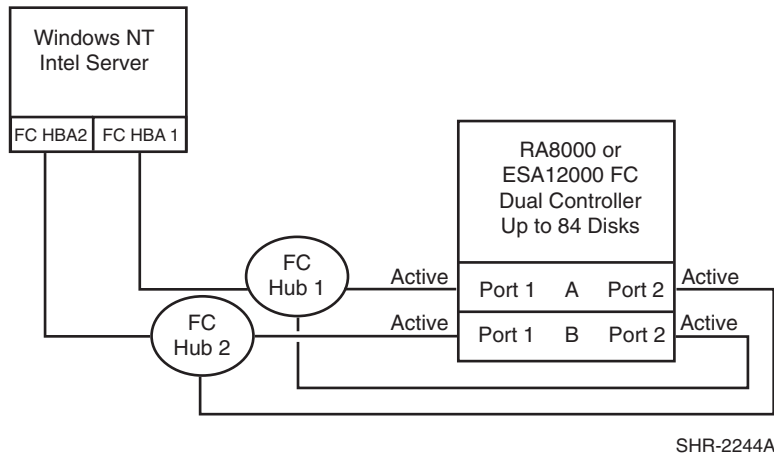 Windows NT
Intel Server
FC HBA2 FC HBA 1
RA8000 or
ESA12000 FC
Dual Controller
Up to 84 Disks
FC
Hub 1
Active
Port 1 A Port 2
Active
FC
Hub 2
Active
Port 1 B Port 2
Active
SHR-2244A